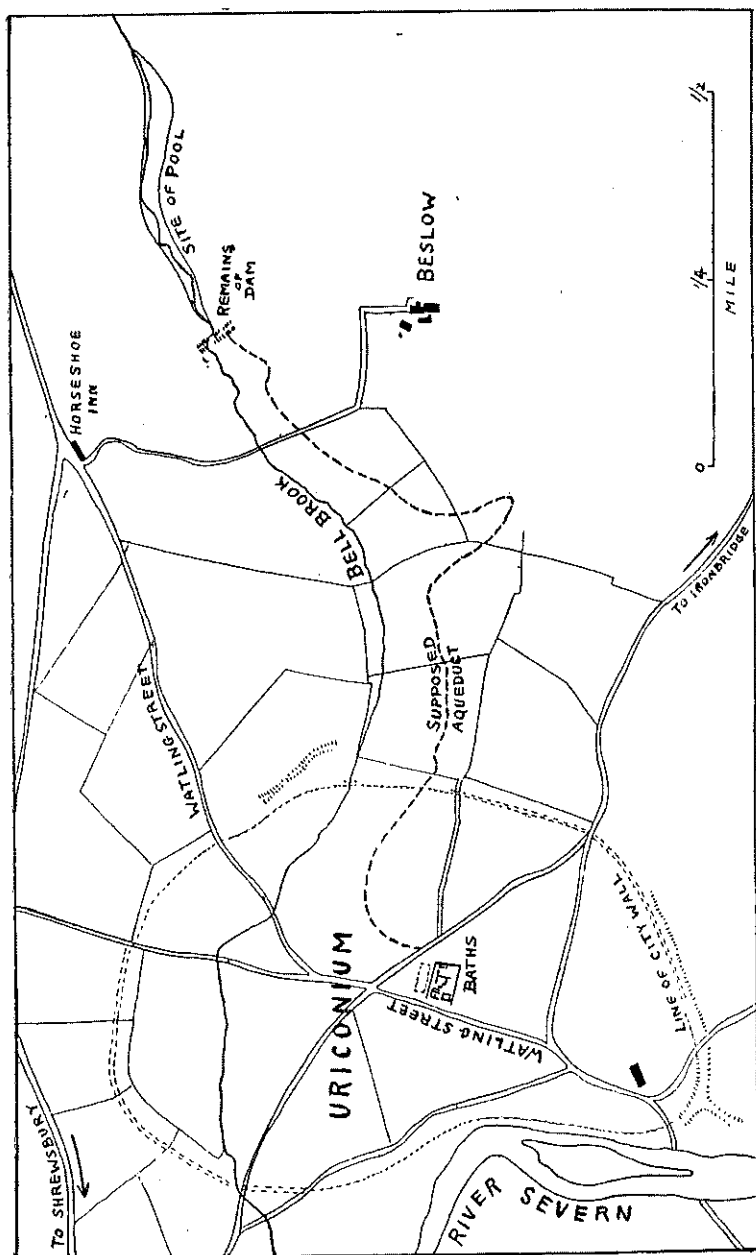 SITE OF POOL
REMAINS
OF
DAM
BESLOW
1/2
1/4
0
MILE
HORSESHOE
INN
BELL BROOK
WATLING STREET
SUPPOSED
AQUEDUCT
TO IRONBRIDGE
URICONIUM
BATHS
WATLING STREET
LINE OF CITY WALL
TO SHREWSBURY
RIVER SEVERN